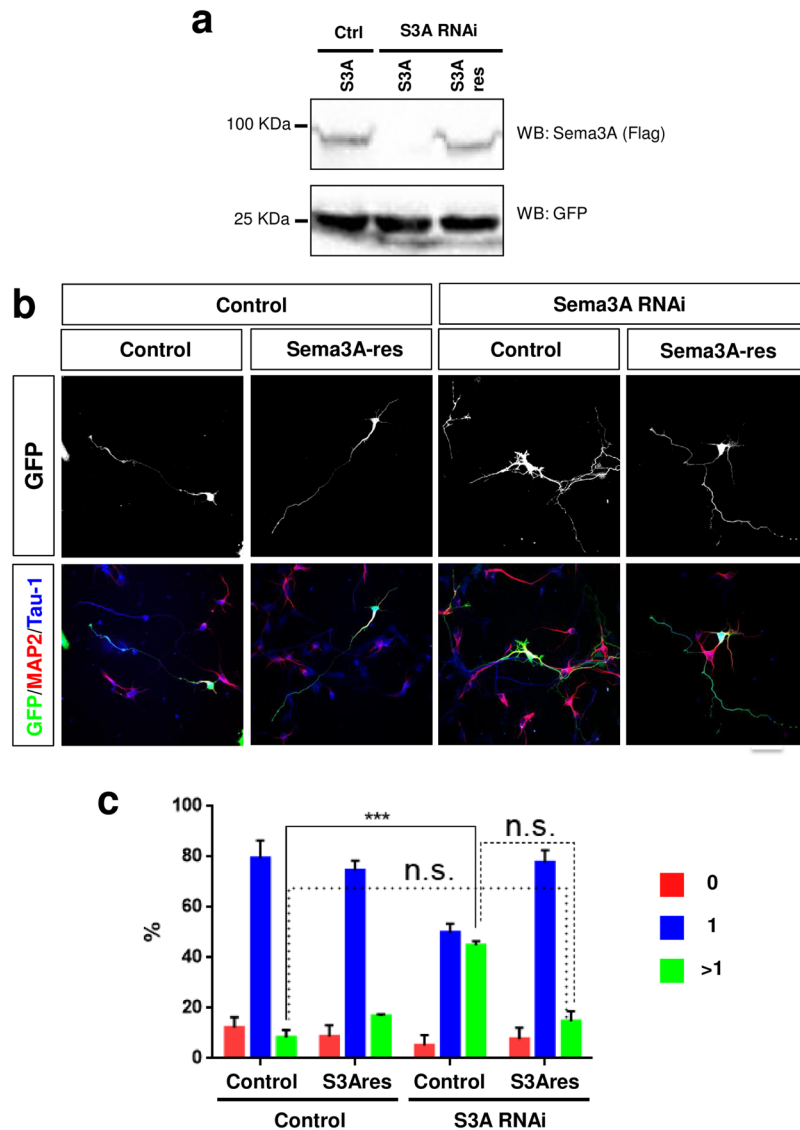 a
Ctrl
S3A RNAi
S3A
S3A
S3A
res
100 KDa
WB: Sema3A (Flag)
25 KDa
WB: GFP
b
Control
Sema3A RNAi
Control
Sema3A-res
Control
Sema3A-res
GFP
GFP/MAP2/Tau-1
c
100
80
60
40
20
0
%
***
n.s.
n.s.
0
1
>1
Control
S3Ares
Control
S3Ares
Control
S3A RNAi